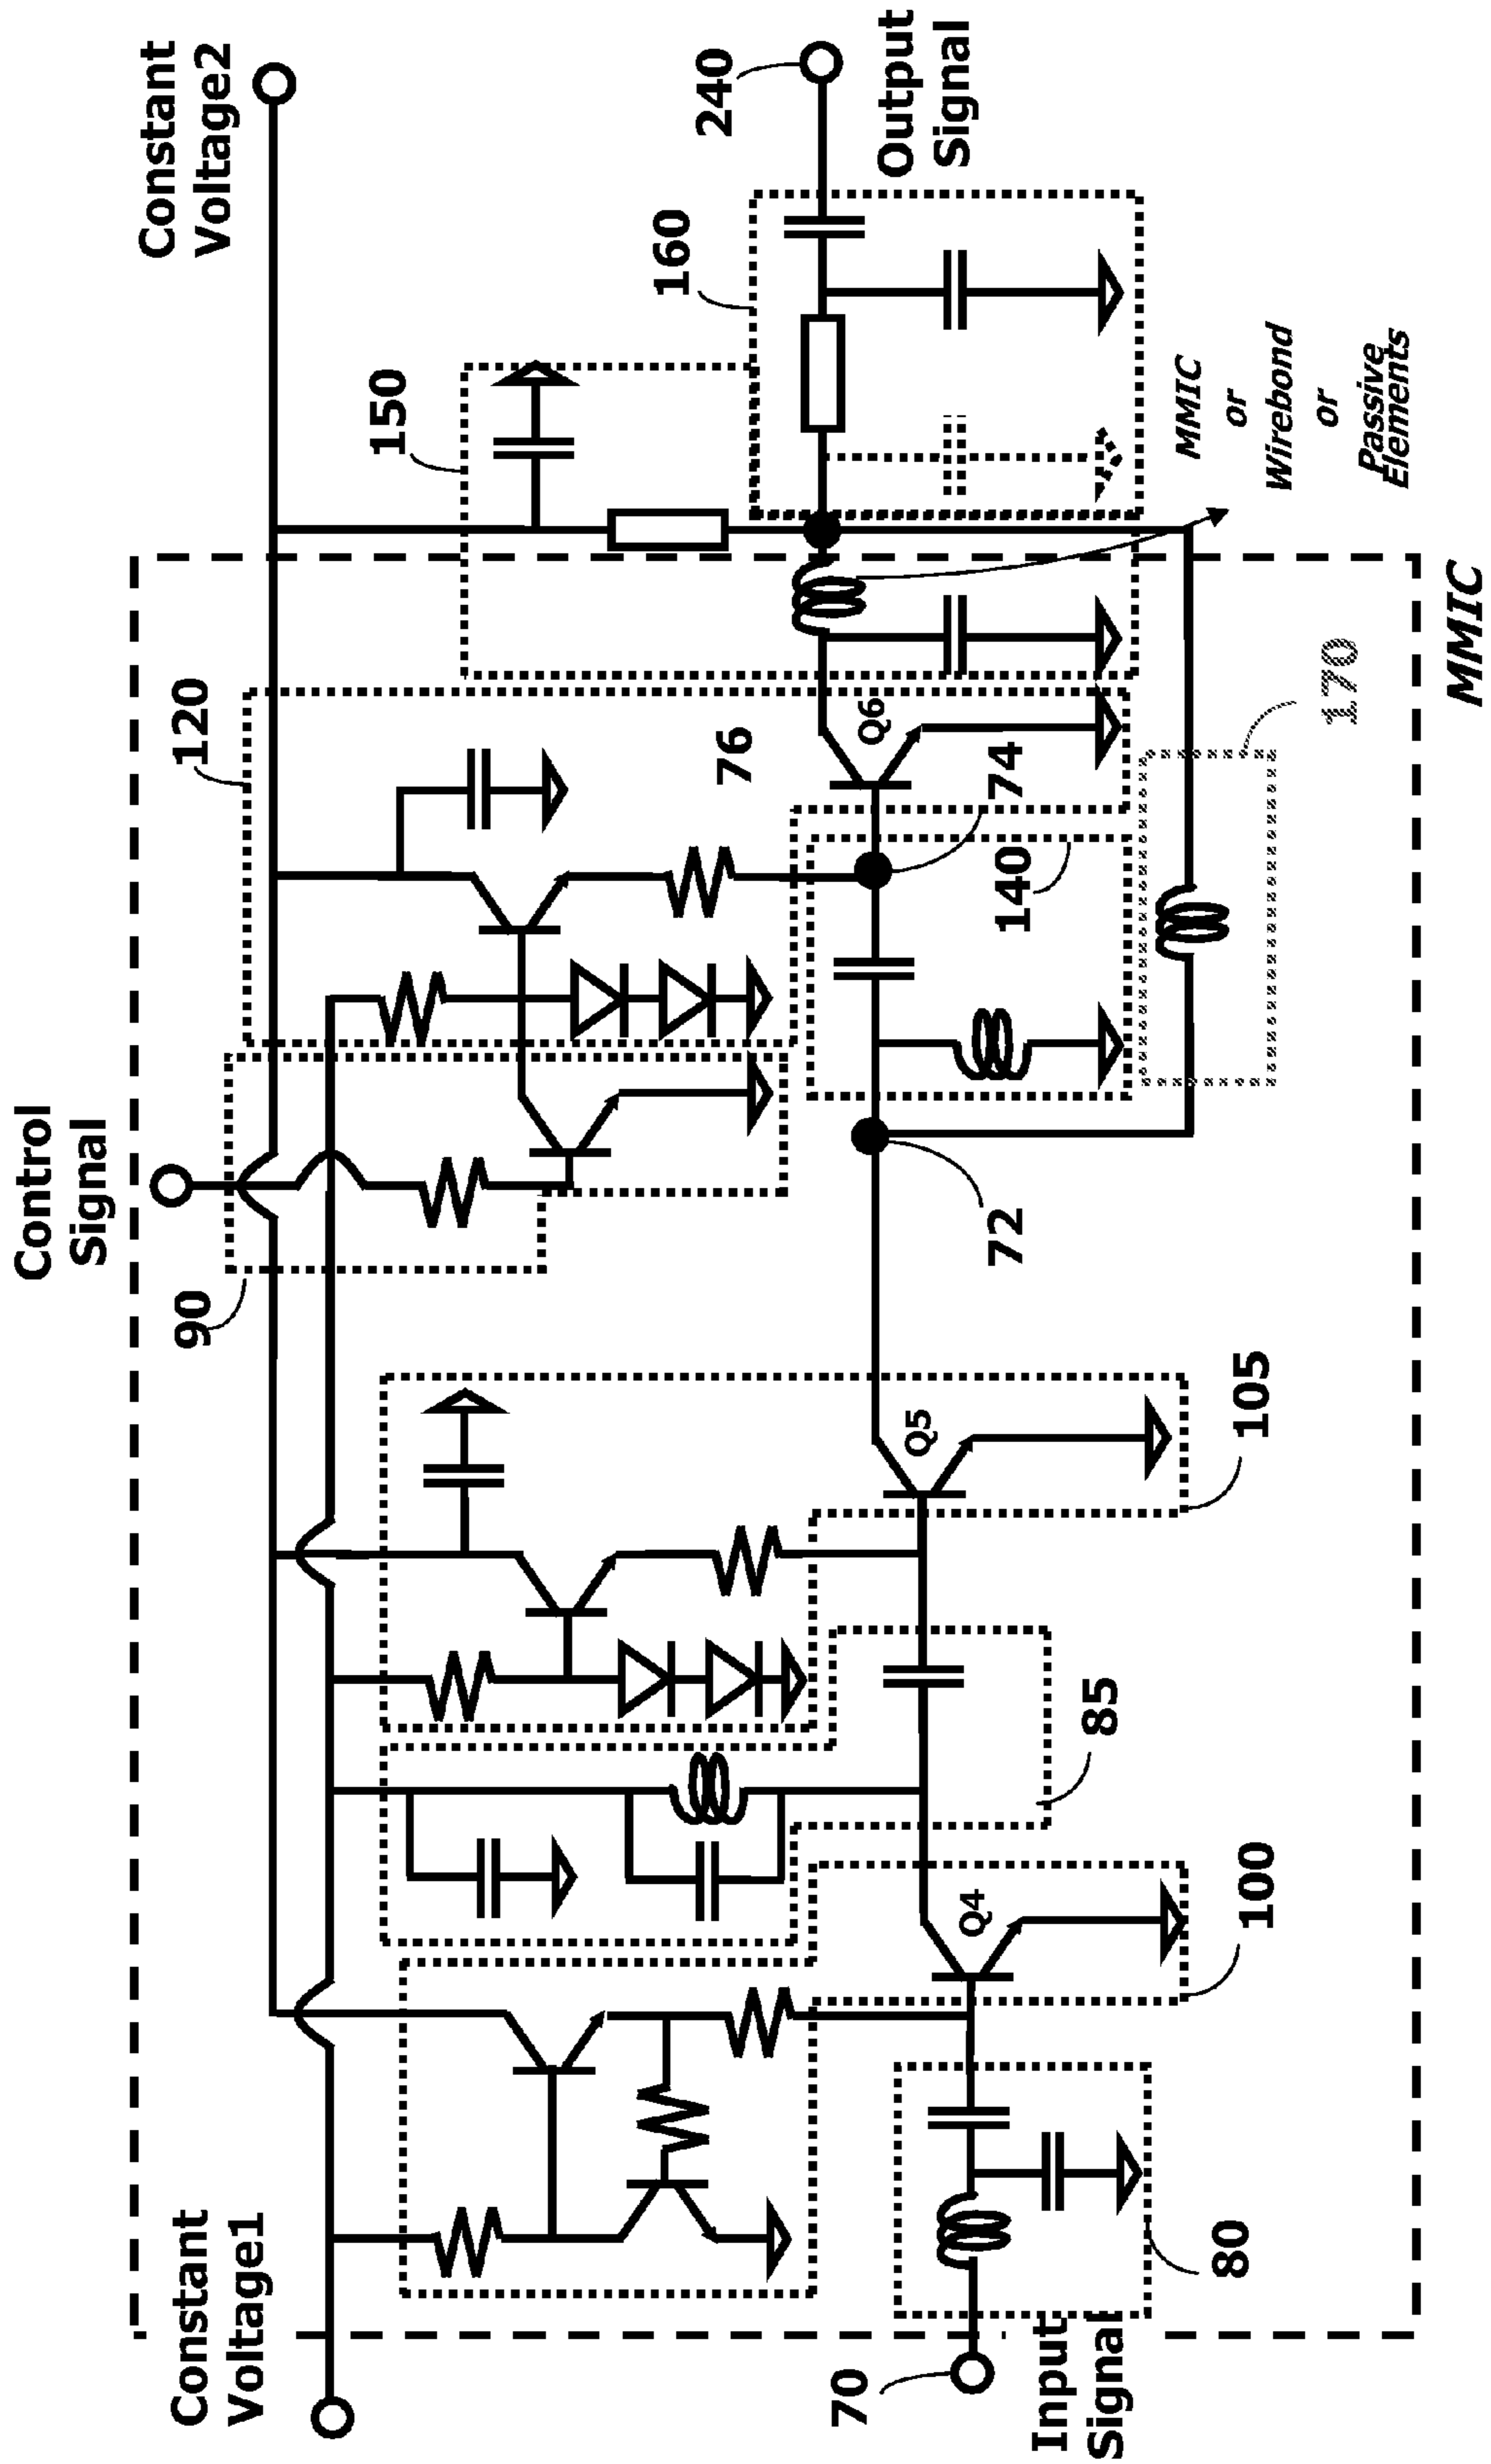 Control
Signal
Constant
Voltage1
Constant
Voltage2
90
120
150
160
240
Output
Signal
76
Q6
74
140
72
Q5
105
85
Q4
100
70
Input
Signal
80
170
MMIC
or
Wirebond
or
Passive
Elements
MMIC